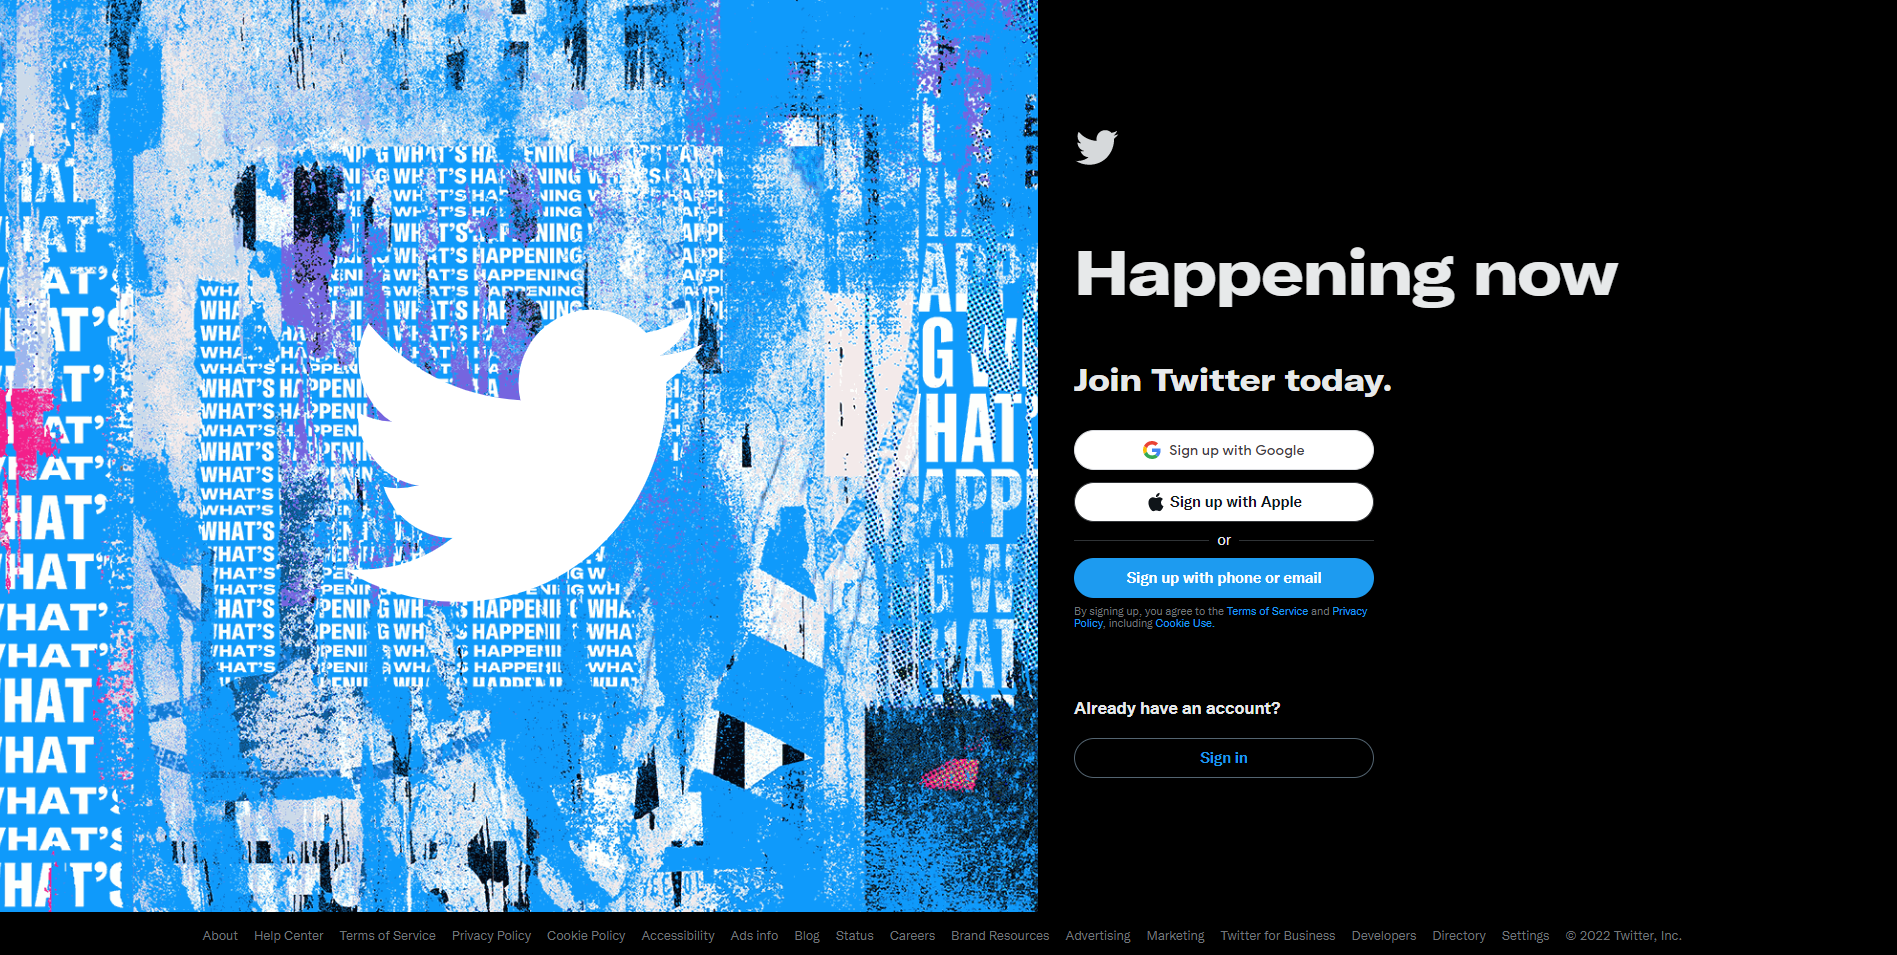 WHAT'S HAPPENING
Happening now
Join Twitter today.
Sign up with Google
Sign up with Apple
or
Sign up with phone or email
By signing up, you agree to the Terms of Service and Privacy
Policy, including Cookie Use.
Already have an account?
Sign in
About Help Center Terms of Service Privacy Policy Cookie Policy Accessibility Ads info Blog Status Careers Brand Resources Advertising Marketing Twitter for Business Developers Directory Settings © 2022 Twitter, Inc.